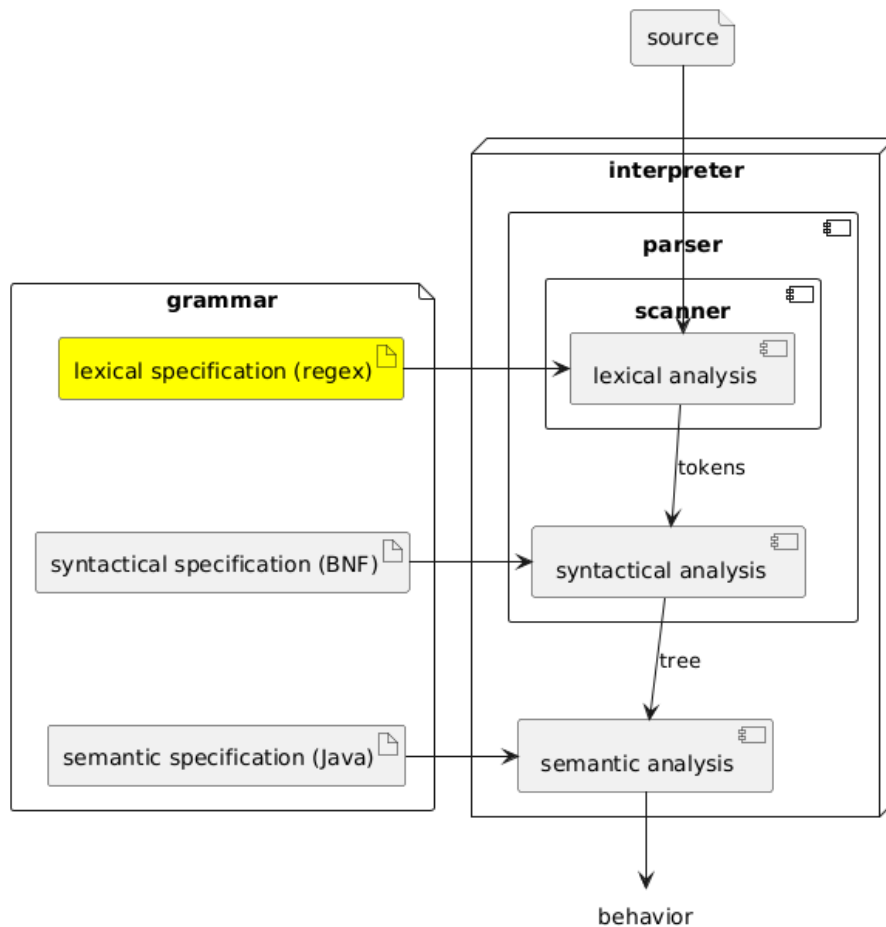 source
interpreter
parser
grammar
scanner
lexical specification (regex)
lexical analysis
tokens
syntactical specification (BNF)
syntactical analysis
tree
semantic specification (Java)
semantic analysis
behavior